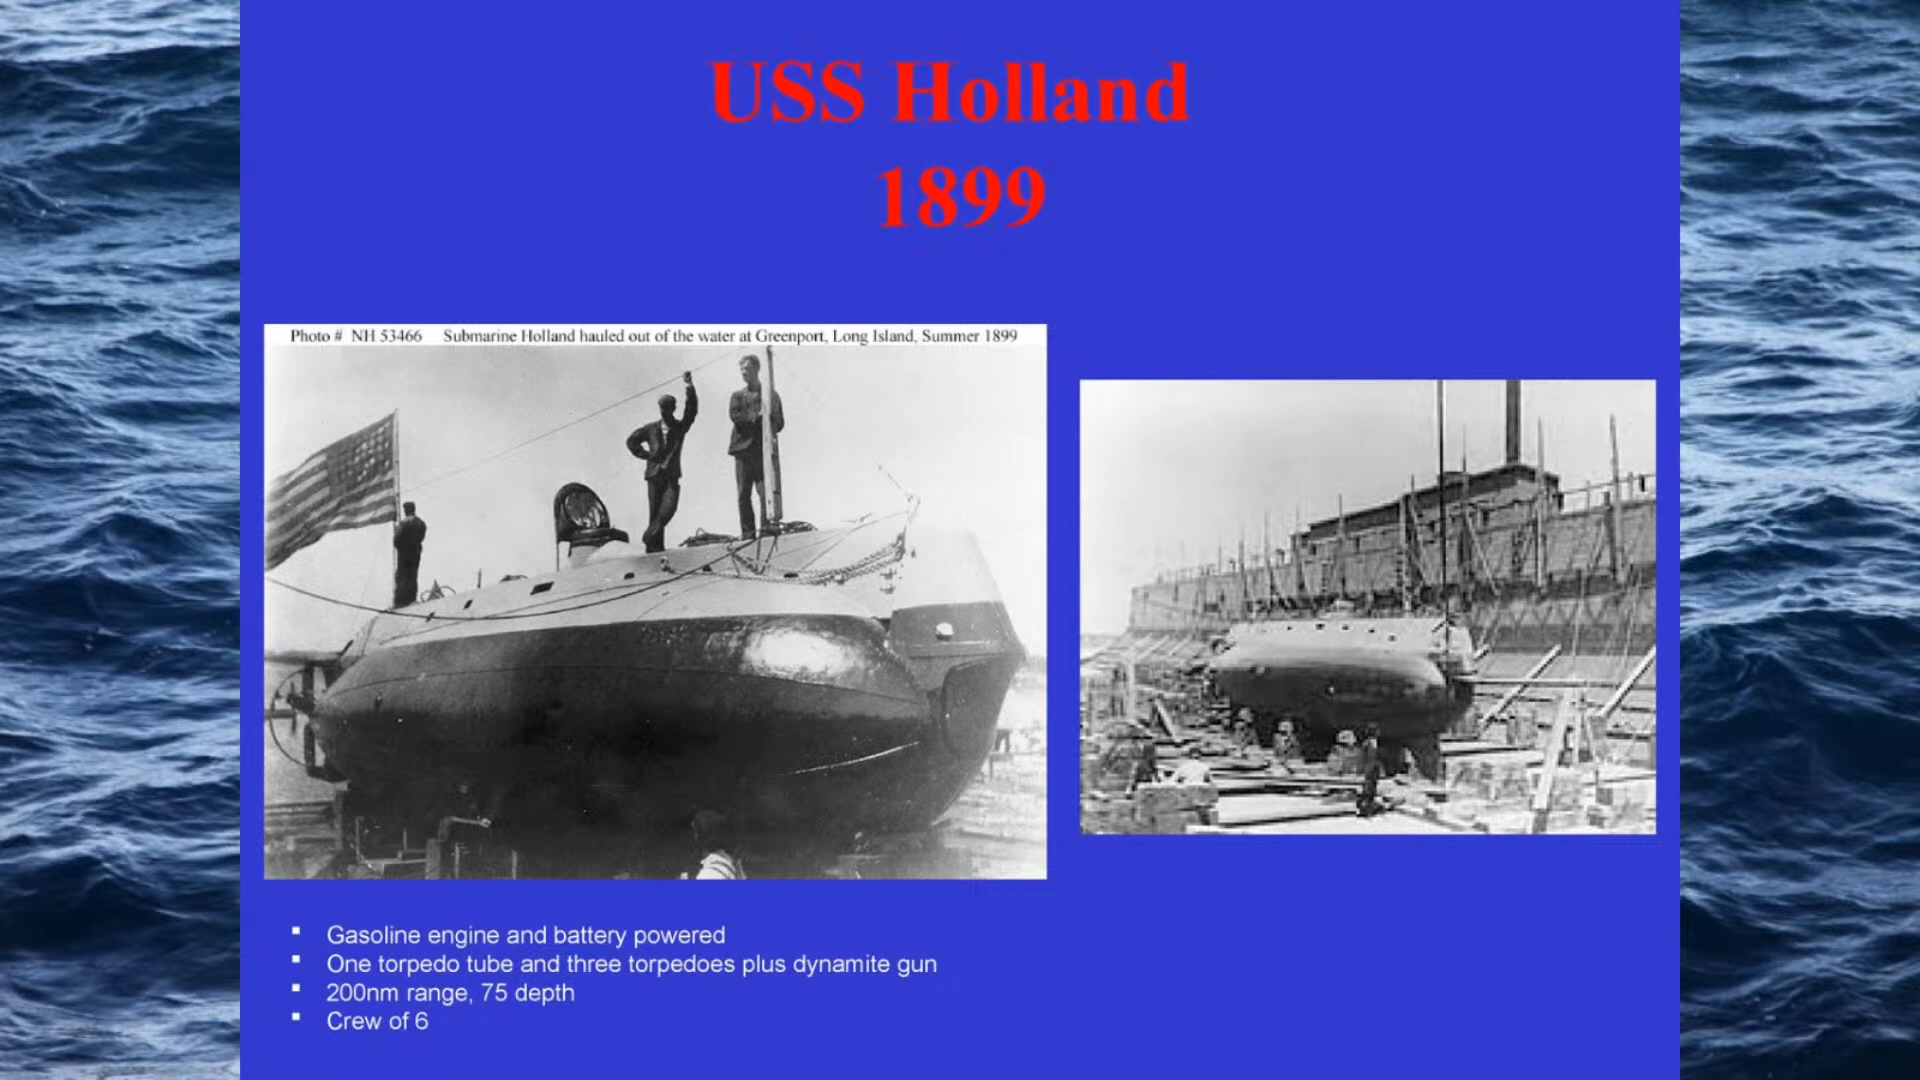 USS Holland
1899
Photo # NH 53466 Submarine Holland hauled out of the water at Greenport, Long Island, Summer 1899
Gasoline engine and battery powered
One torpedo tube and three torpedoes plus dynamite gun
200nm range, 75 depth
Crew of 6